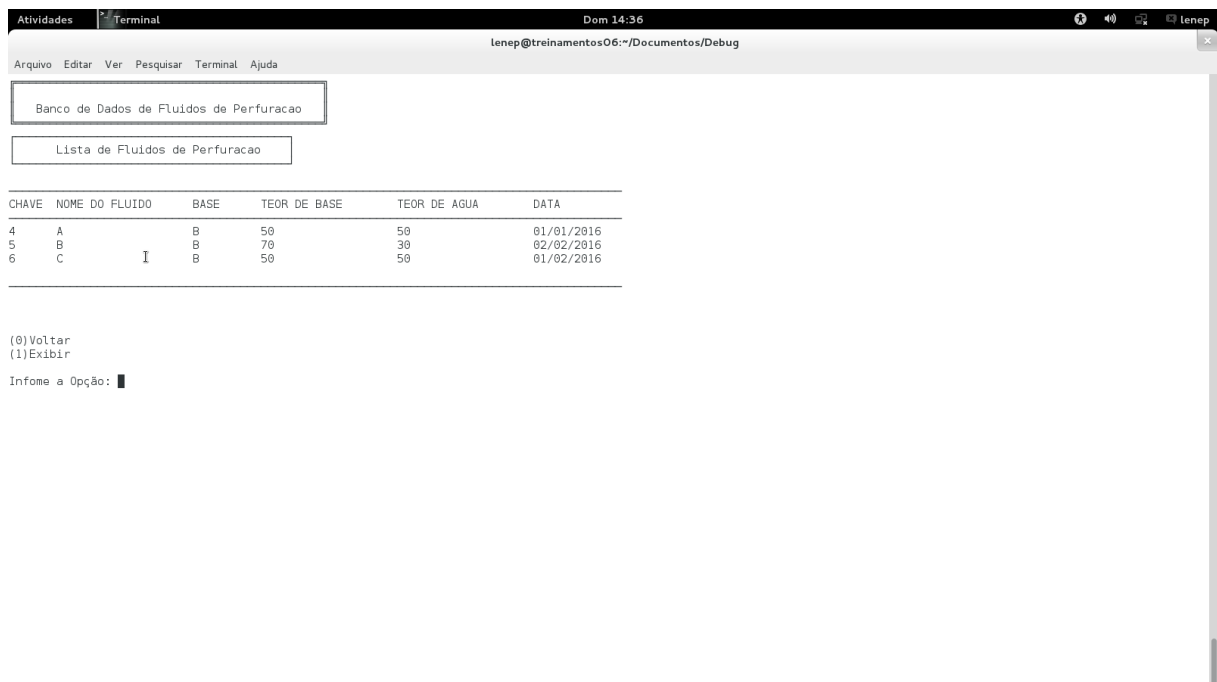 Atividades Terminal Dom 14:36 lenep
lenep@treinamentos06:~/Documentos/Debug
Arquivo Editar Ver Pesquisar Terminal Ajuda
Banco de Dados de Fluidos de Perfuracao
Lista de Fluidos de Perfuracao
CHAVE NOME DO FLUIDO BASE TEOR DE BASE TEOR DE AGUA DATA
4 A B 50 50 01/01/2016
5 B B 70 30 02/02/2016
6 C B 50 50 01/02/2016
(0)Voltar
(1)Exibir
Infome a Opção: